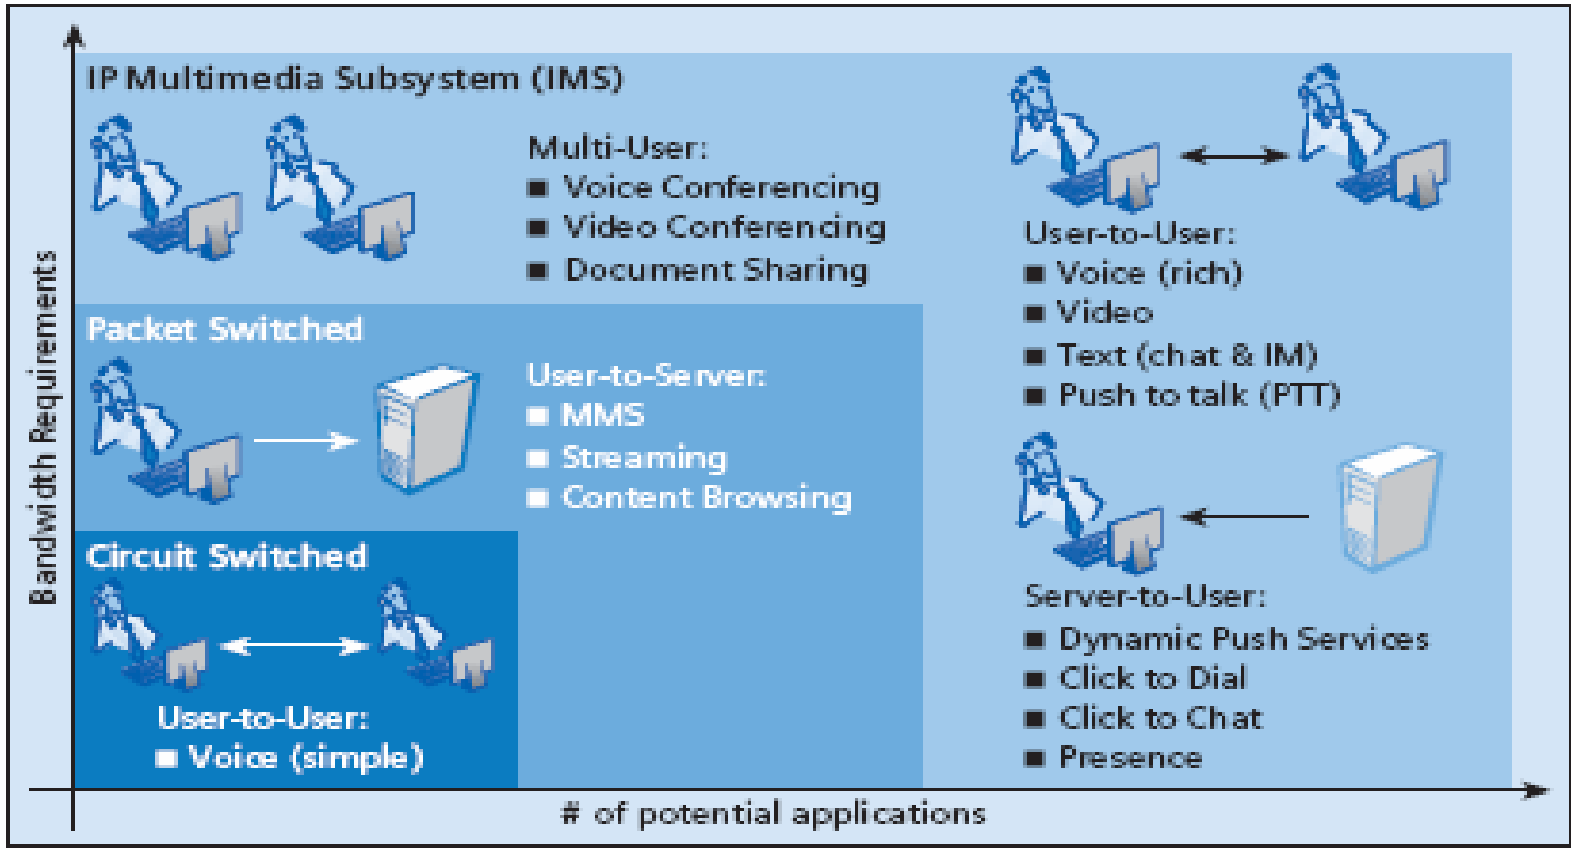 IP Multimedia Subsystem (IMS)
Multi-User:
■ Voice Conferencing
■ Video Conferencing
■ Document Sharing
User-to-User:
■ Voice (rich)
■ Video
■ Text (chat & IM)
■ Push to talk (PTT)
Packet Switched
User-to-Server:
■ MMS
■ Streaming
■ Content Browsing
Server-to-User:
■ Dynamic Push Services
■ Click to Dial
■ Click to Chat
■ Presence
Circuit Switched
User-to-User:
■ Voice (simple)
Bandwidth Requirements
# of potential applications